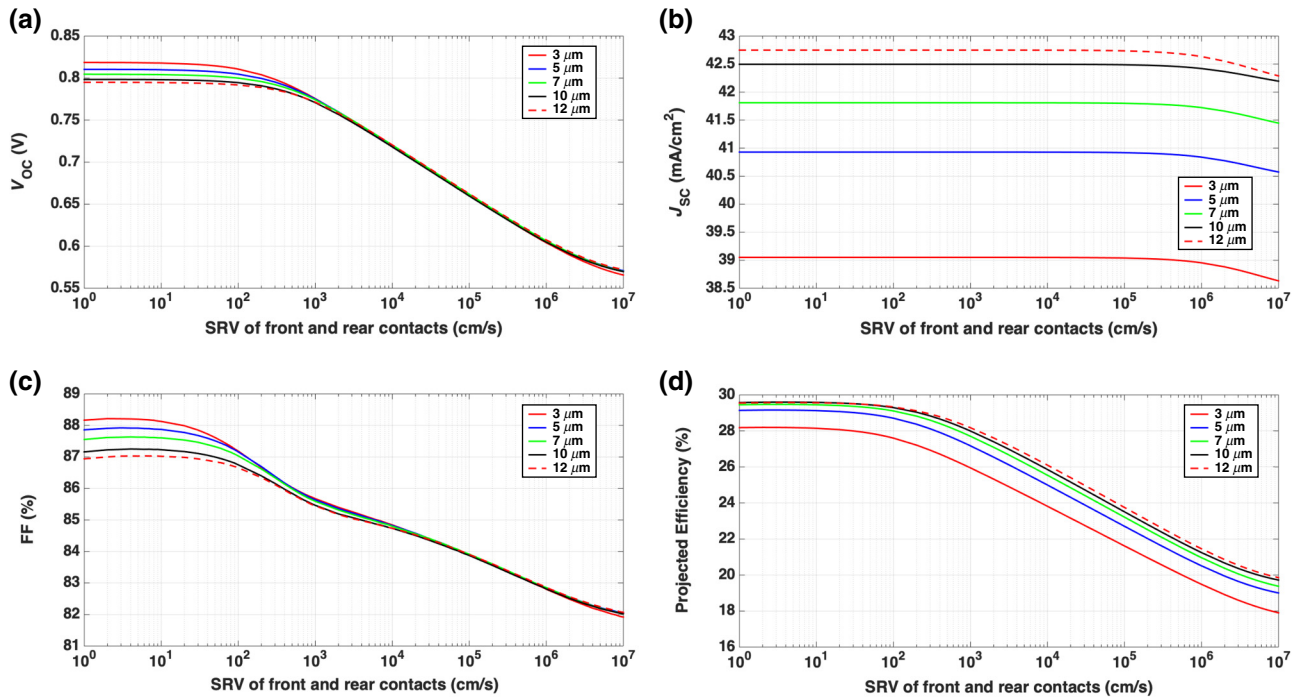 (a)
0.85
0.8
0.7
0.6
0.55
V_OC (V)
10^0 10^1 10^2 10^3 10^4 10^5 10^6 10^7
SRV of front and rear contacts (cm/s)
3 μm
5 μm
7 μm
10 μm
12 μm
(b)
43
42.5
42
41.5
41
40.5
40
39.5
39
38.5
J_SC (mA/cm^2)
10^0 10^1 10^2 10^3 10^4 10^5 10^6 10^7
SRV of front and rear contacts (cm/s)
3 μm
5 μm
7 μm
10 μm
12 μm
(c)
89
88
87
86
85
84
83
82
81
FF (%)
10^0 10^1 10^2 10^3 10^4 10^5 10^6 10^7
SRV of front and rear contacts (cm/s)
3 μm
5 μm
7 μm
10 μm
12 μm
(d)
30
28
26
24
22
20
18
16
Projected Efficiency (%)
10^0 10^1 10^2 10^3 10^4 10^5 10^6 10^7
SRV of front and rear contacts (cm/s)
3 μm
5 μm
7 μm
10 μm
12 μm